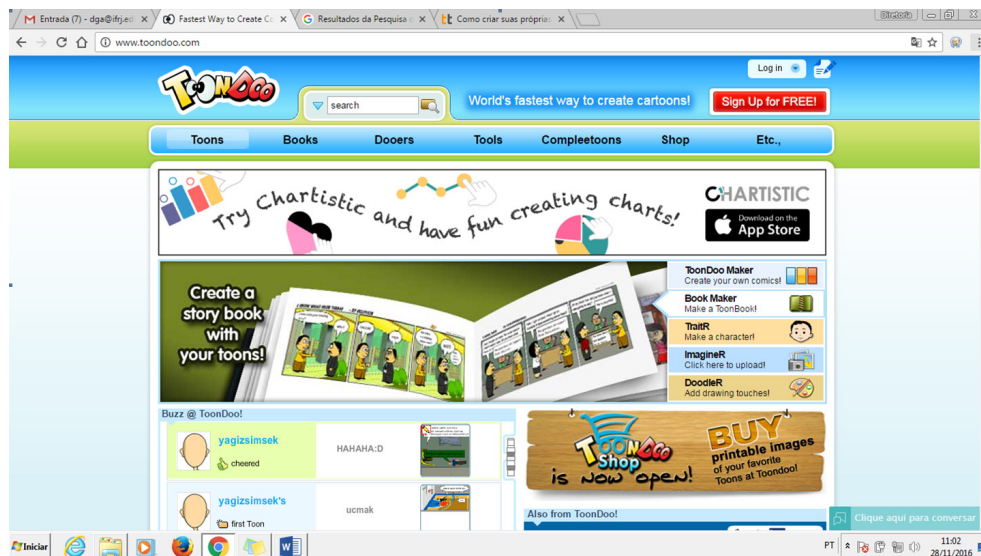 Entrada (7) - dga@ifrj.ed
Fastest Way to Create Co
Resultados da Pesquisa c
Como criar suas próprias
Diretoria
www.toondoo.com
TOONDOO
Log in
search
World's fastest way to create cartoons!
Sign Up for FREE!
Toons Books Dooers Tools Compleetoons Shop Etc.,
Try Chartistic and have fun creating charts!
CHARTISTIC
Download on the
App Store
Create a
story book
with
your toons!
ToonDoo Maker
Create your own comics!
Book Maker
Make a ToonBook!
TraitR
Make a character!
ImagineR
Click here to upload!
DoodleR
Add drawing touches!
Buzz @ ToonDoo!
yagizsimsek
cheered
HAHAHA:D
yagizsimsek's
first Toon
ucmak
TOONDOO
Shop
is now open!
BUY
printable images
of your favorite
Toons at Toondoo!
Also from ToonDoo!
Clique aqui para conversar
Iniciar
PT
11:02
28/11/2016